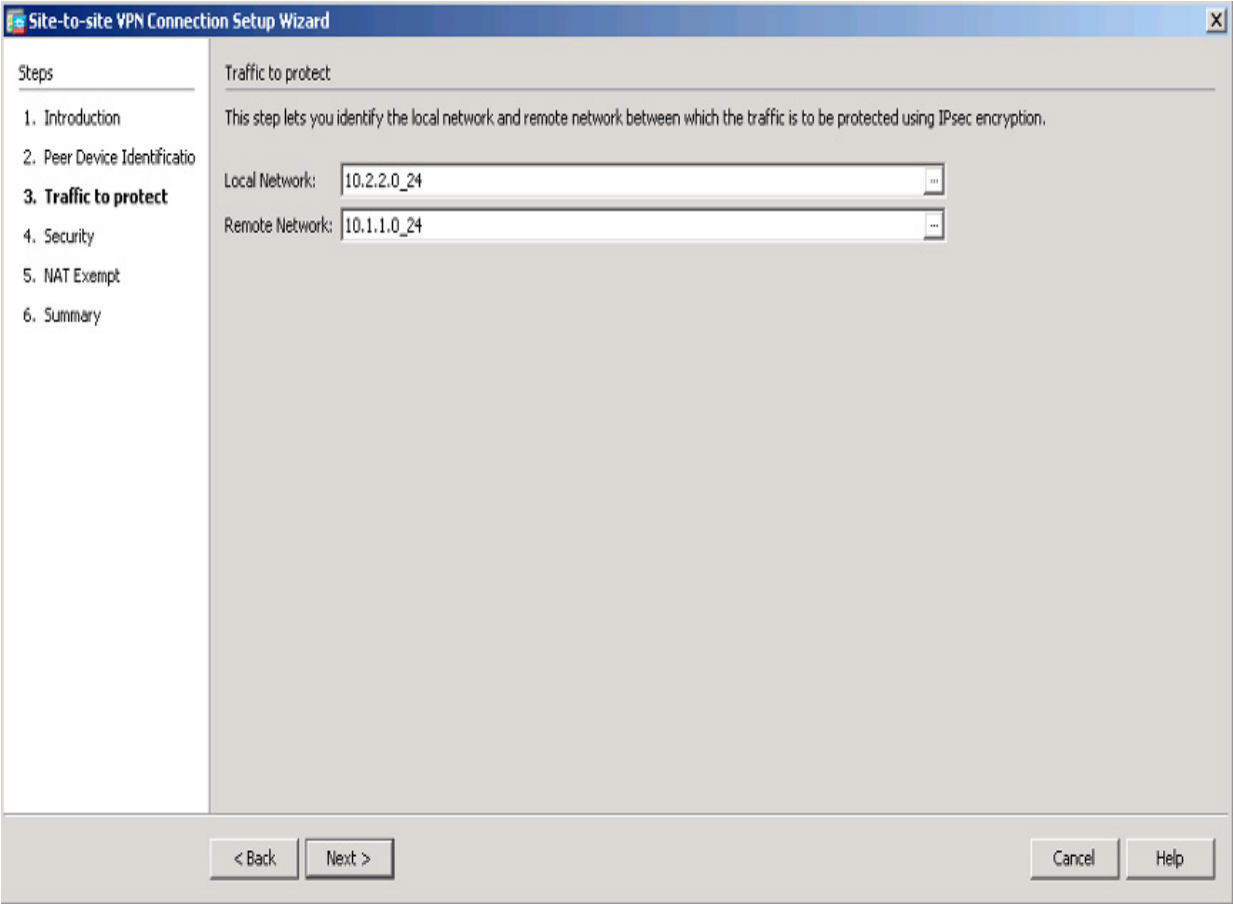 Site-to-site VPN Connection Setup Wizard
X
Steps
1. Introduction
2. Peer Device Identificatio
3. Traffic to protect
4. Security
5. NAT Exempt
6. Summary
Traffic to protect
This step lets you identify the local network and remote network between which the traffic is to be protected using IPsec encryption.
Local Network: 10.2.2.0_24 ...
Remote Network: 10.1.1.0_24 ...
< Back Next > Cancel Help